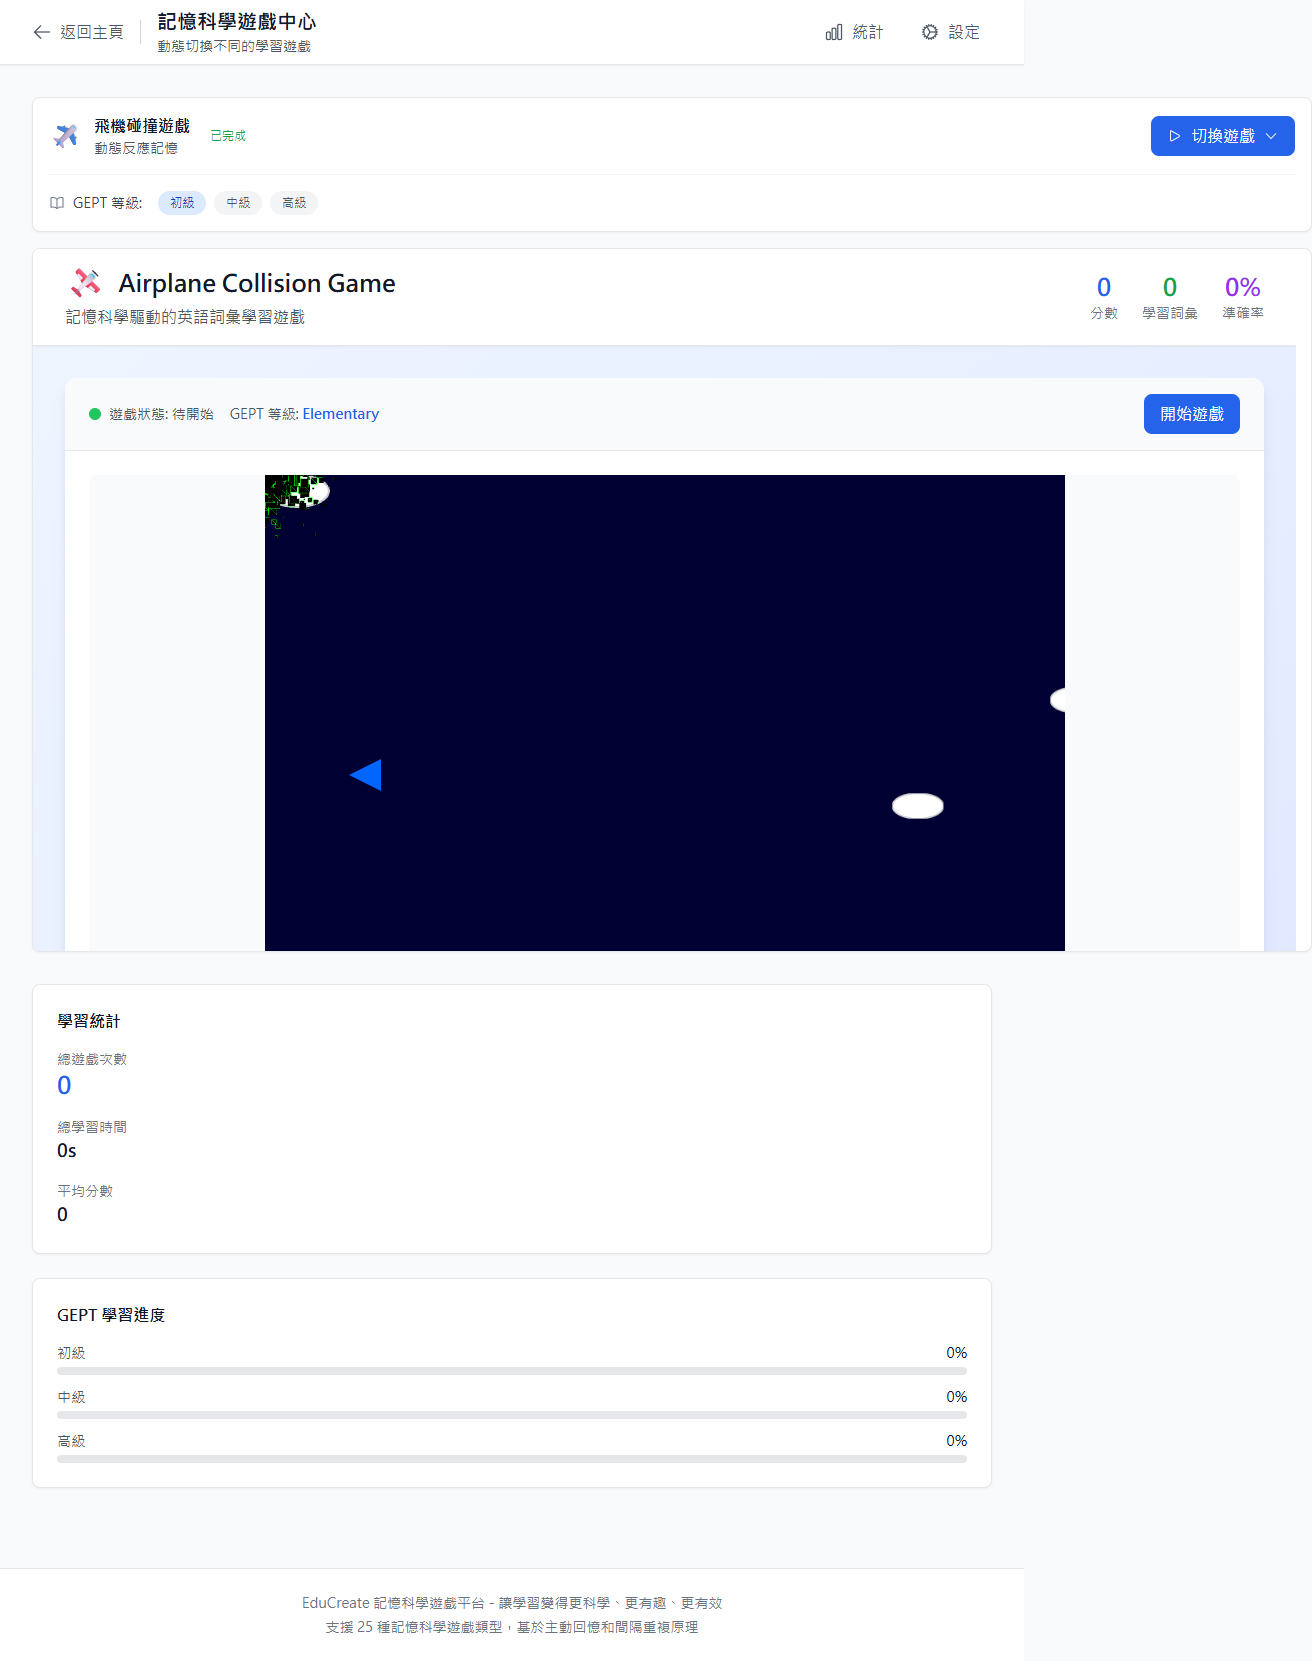 返回主頁
記憶科學遊戲中心
動態切換不同的學習遊戲
統計
設定
飛機碰撞遊戲
動態反應記憶
已完成
切換遊戲
GEPT 等級:
初級
中級
高級
Airplane Collision Game
記憶科學驅動的英語詞彙學習遊戲
0
分數
0
學習詞彙
0%
準確率
遊戲狀態: 待開始
GEPT 等級: Elementary
開始遊戲
學習統計
總遊戲次數
0
總學習時間
0s
平均分數
0
GEPT 學習進度
初級
0%
中級
0%
高級
0%
EduCreate 記憶科學遊戲平台 - 讓學習變得更科學、更有趣、更有效
支援 25 種記憶科學遊戲類型，基於主動回憶和間隔重複原理